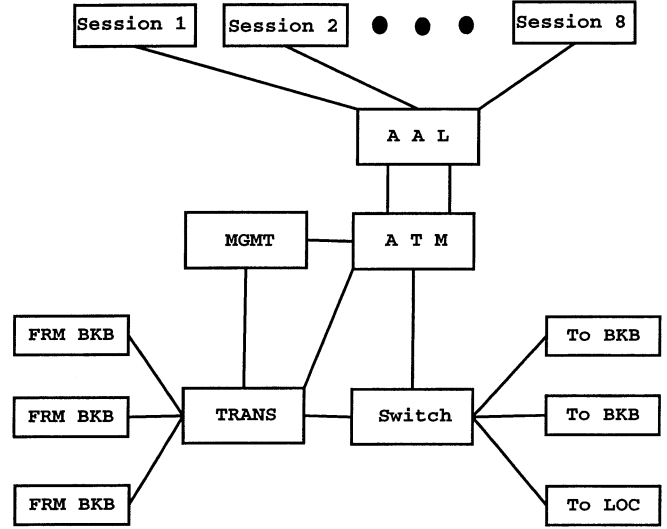 Session 1
Session 2
Session 8
A A L
MGMT
A T M
FRM BKB
To BKB
FRM BKB
TRANS
Switch
To BKB
FRM BKB
To LOC